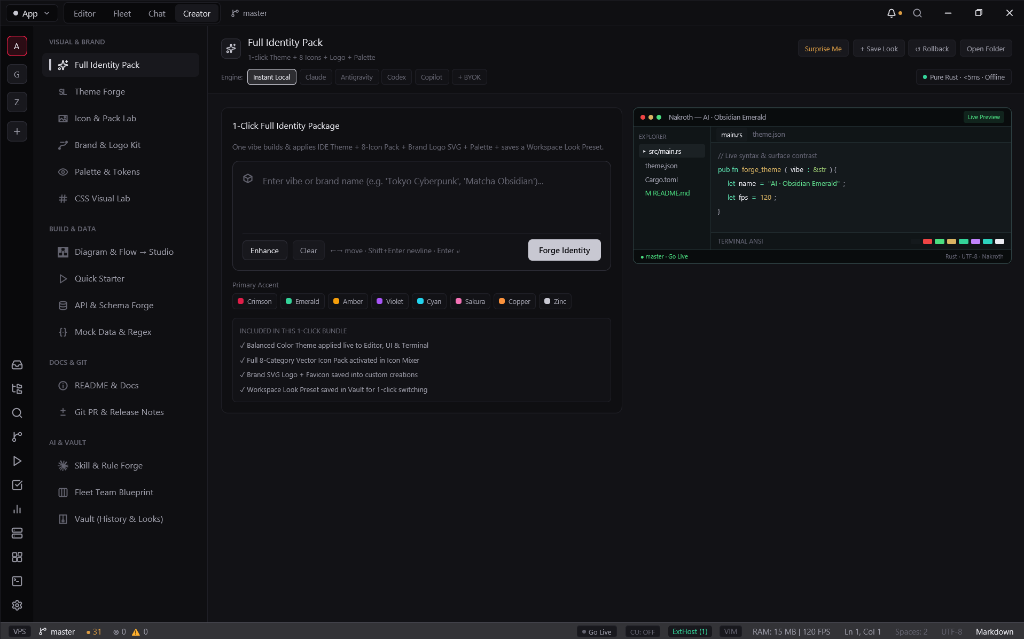 App
Editor Fleet Chat Creator
master
A
G
Z
+
VISUAL & BRAND
Full Identity Pack
Theme Forge
Icon & Pack Lab
Brand & Logo Kit
Palette & Tokens
CSS Visual Lab
BUILD & DATA
Diagram & Flow → Studio
Quick Starter
API & Schema Forge
Mock Data & Regex
DOCS & GIT
README & Docs
Git PR & Release Notes
AI & VAULT
Skill & Rule Forge
Fleet Team Blueprint
Vault (History & Looks)
Full Identity Pack
1-click Theme + 8 Icons + Logo + Palette
Surprise Me + Save Look Rollback Open Folder
Engine: Instant Local Claude Antigravity Codex Copilot + BYOK
Pure Rust · <5ms · Offline
1-Click Full Identity Package
One vibe builds & applies IDE Theme + 8-Icon Pack + Brand Logo SVG + Palette + saves a Workspace Look Preset.
Enter vibe or brand name (e.g. 'Tokyo Cyberpunk', 'Matcha Obsidian')...
Enhance Clear ←→ move · Shift+Enter newline · Enter
Forge Identity
Primary Accent
Crimson Emerald Amber Violet Cyan Sakura Copper Zinc
INCLUDED IN THIS 1-CLICK BUNDLE
✓ Balanced Color Theme applied live to Editor, UI & Terminal
✓ Full 8-Category Vector Icon Pack activated in Icon Mixer
✓ Brand SVG Logo + Favicon saved into custom creations
✓ Workspace Look Preset saved in Vault for 1-click switching
Nakroth — AI · Obsidian Emerald
Live Preview
EXPLORER
src/main.rs
theme.json
Cargo.toml
M README.md
main.rs theme.json
// Live syntax & surface contrast
pub fn forge_theme ( vibe : &str ) {
let name = "AI · Obsidian Emerald" ;
let fps = 120 ;
}
TERMINAL ANSI
● master · Go Live
Rust · UTF-8 · Nakroth
VPS master 31 0 0
Go Live CU: OFF ExtHost (1) VIM RAM: 15 MB | 120 FPS Ln 1, Col 1 Spaces: 2 UTF-8 Markdown